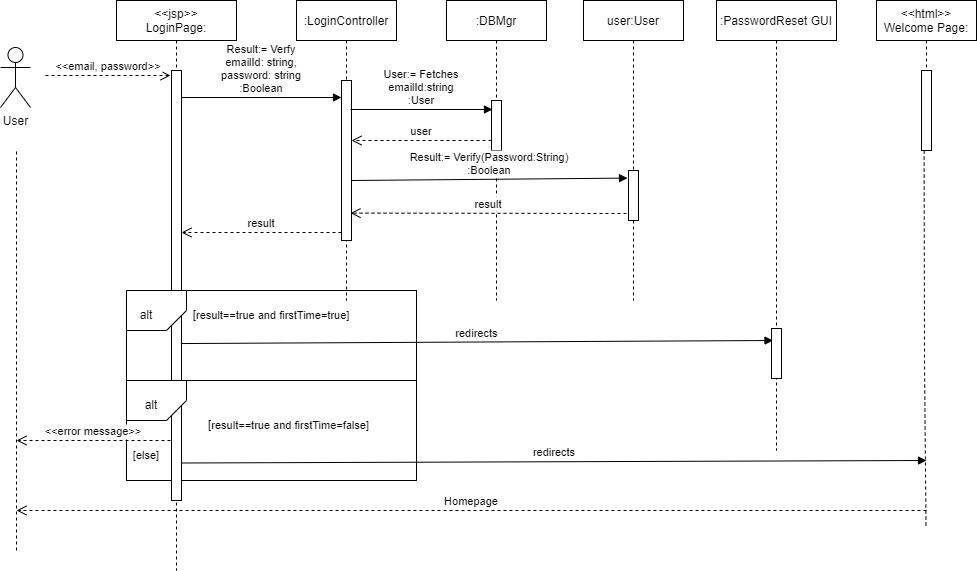 <<jsp>>
LoginPage:
:LoginController
:DBMgr
user:User
:PasswordReset GUI
<<html>>
Welcome Page:
User
<<email, password>>
Result:= Verfy
emailId: string,
password: string
:Boolean
User:= Fetches
emailId:string
:User
user
Result:= Verify(Password:String)
:Boolean
result
result
alt
[result==true and firstTime=true]
redirects
alt
[result==true and firstTime=false]
<<error message>>
[else]
redirects
Homepage